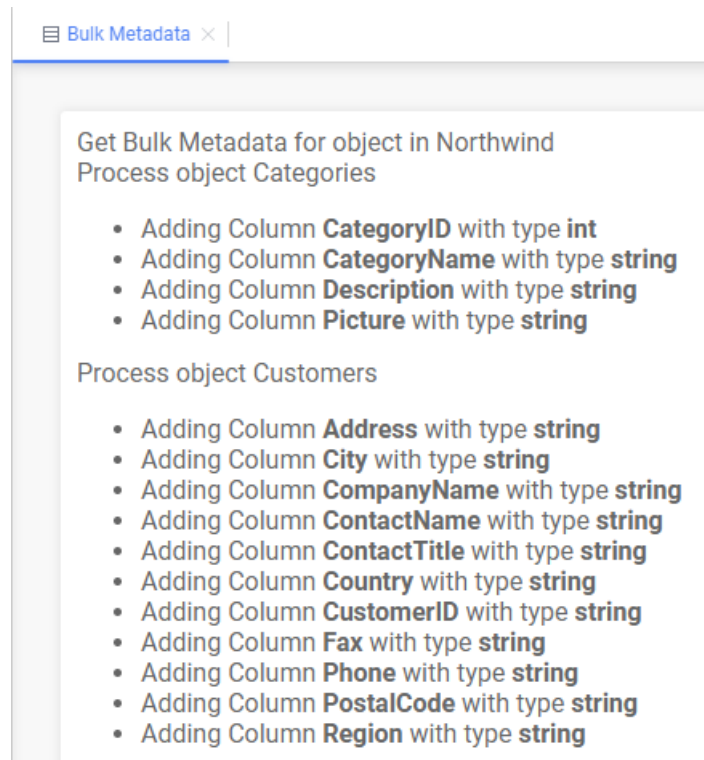 Bulk Metadata
Get Bulk Metadata for object in Northwind
Process object Categories
Adding Column CategoryID with type int
Adding Column CategoryName with type string
Adding Column Description with type string
Adding Column Picture with type string
Process object Customers
Adding Column Address with type string
Adding Column City with type string
Adding Column CompanyName with type string
Adding Column ContactName with type string
Adding Column ContactTitle with type string
Adding Column Country with type string
Adding Column CustomerID with type string
Adding Column Fax with type string
Adding Column Phone with type string
Adding Column PostalCode with type string
Adding Column Region with type string